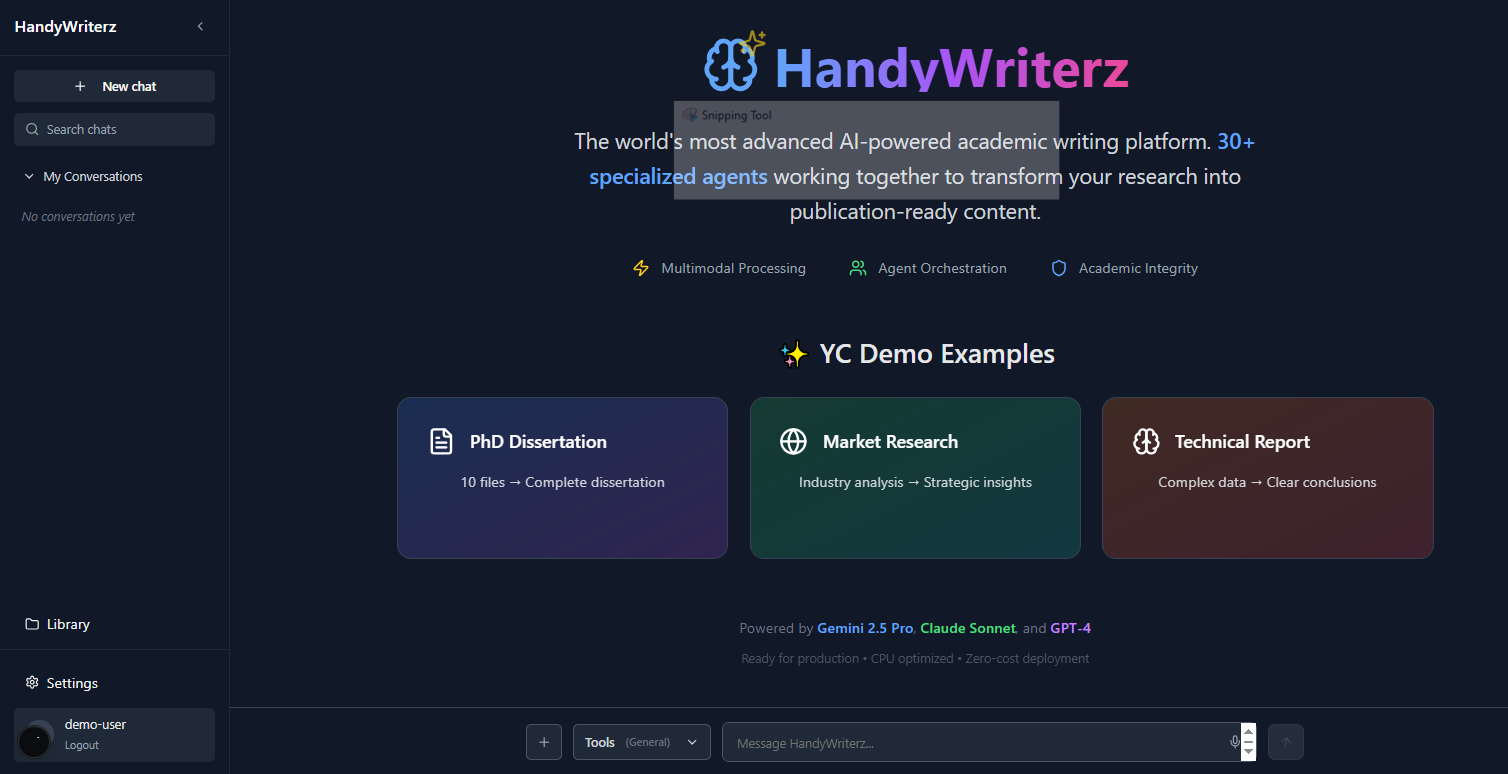 HandyWriterz
New chat
Search chats
My Conversations
No conversations yet
Library
Settings
demo-user
Logout
HandyWriterz
Snipping Tool
The world's most advanced AI-powered academic writing platform. 30+
specialized agents working together to transform your research into
publication-ready content.
Multimodal Processing
Agent Orchestration
Academic Integrity
✨ YC Demo Examples
PhD Dissertation
10 files → Complete dissertation
Market Research
Industry analysis → Strategic insights
Technical Report
Complex data → Clear conclusions
Powered by Gemini 2.5 Pro, Claude Sonnet, and GPT-4
Ready for production • CPU optimized • Zero-cost deployment
Tools (General)
Message HandyWriterz...